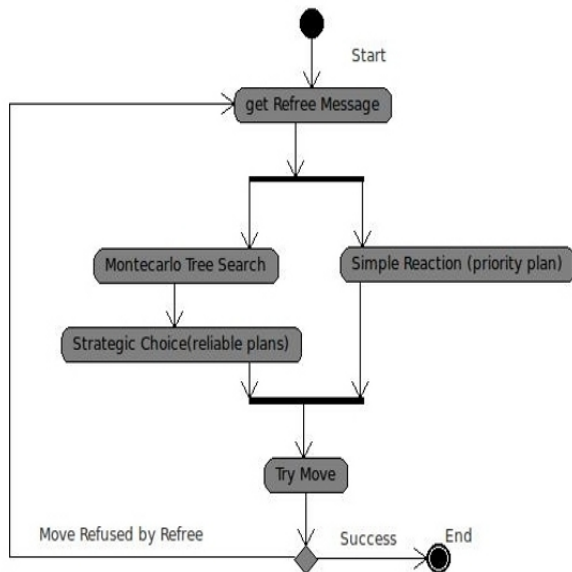 Start
get Refree Message
Montecarlo Tree Search
Simple Reaction (priority plan)
Strategic Choice(reliable plans)
Try Move
Move Refused by Refree
Success
End